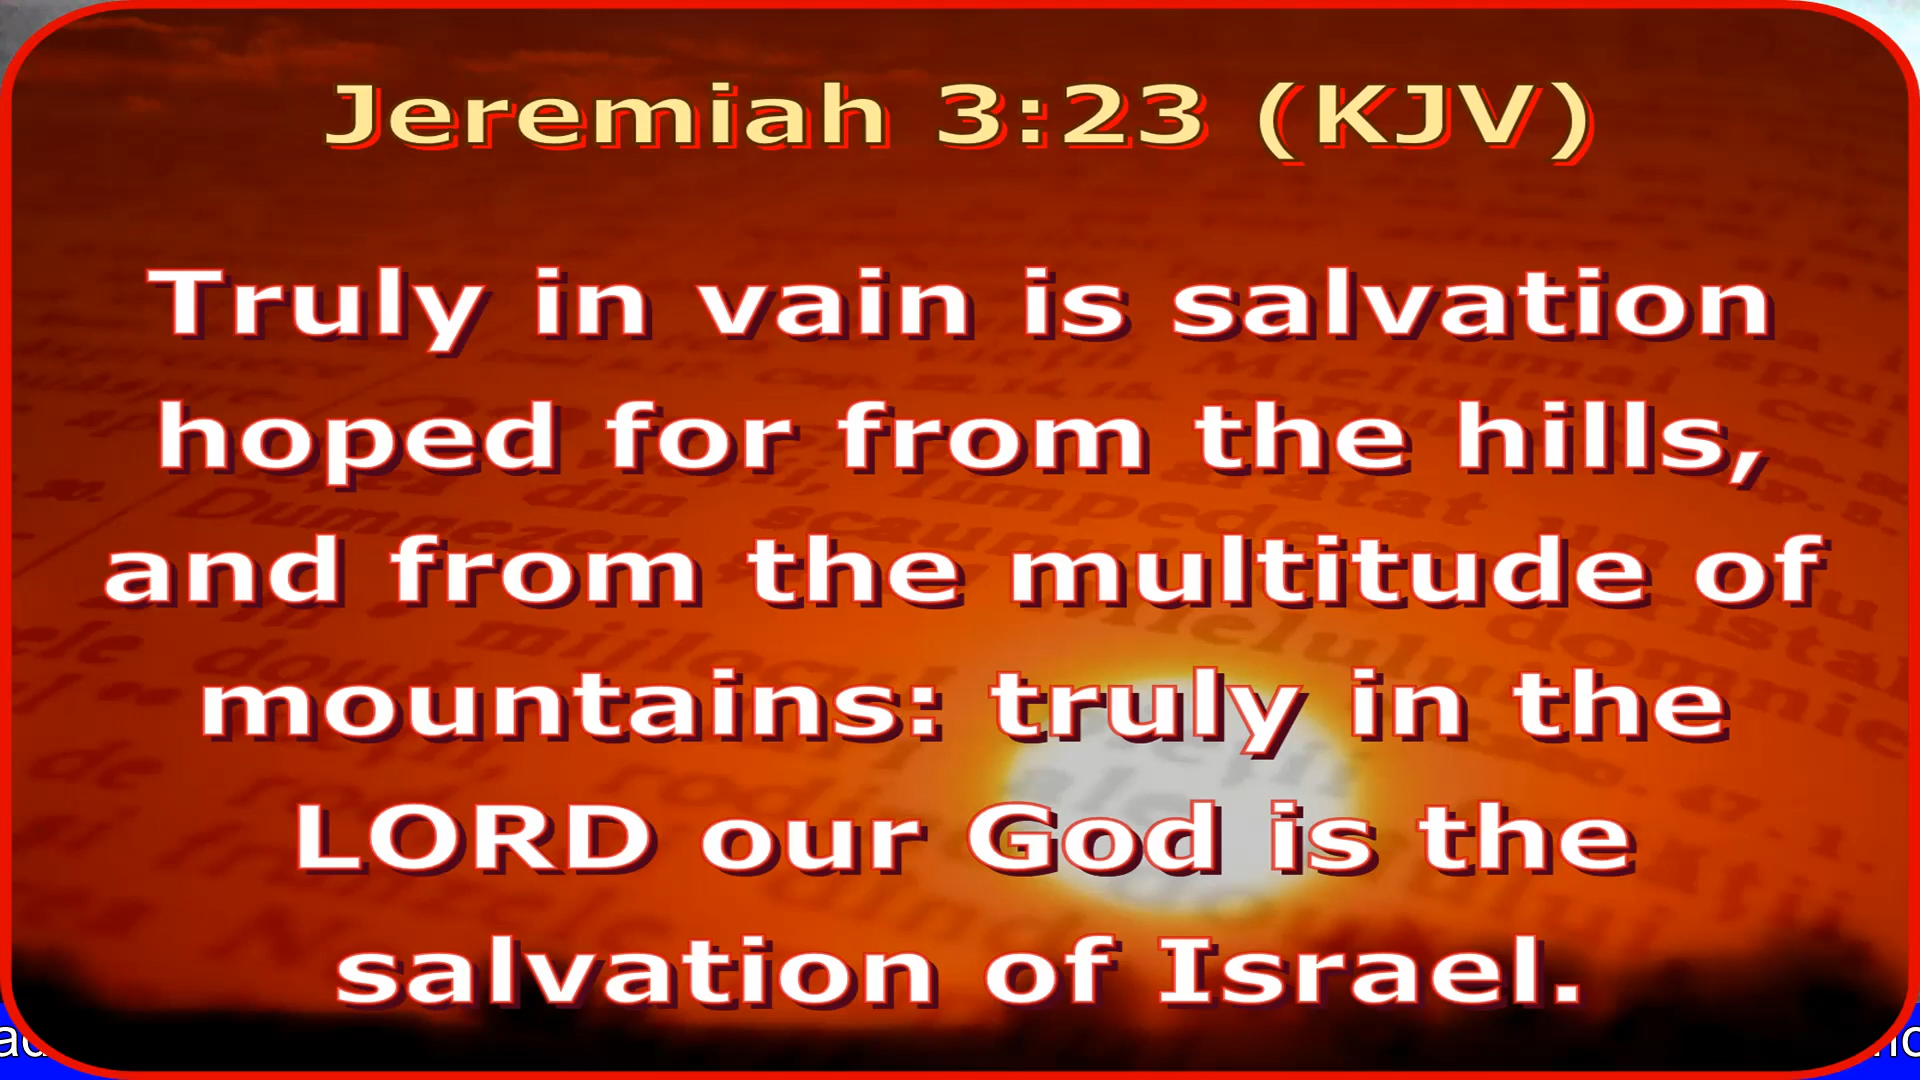 Jeremiah 3:23 (KJV)
Truly in vain is salvation
hoped for from the hills,
and from the multitude of
mountains: truly in the
LORD our God is the
salvation of Israel.